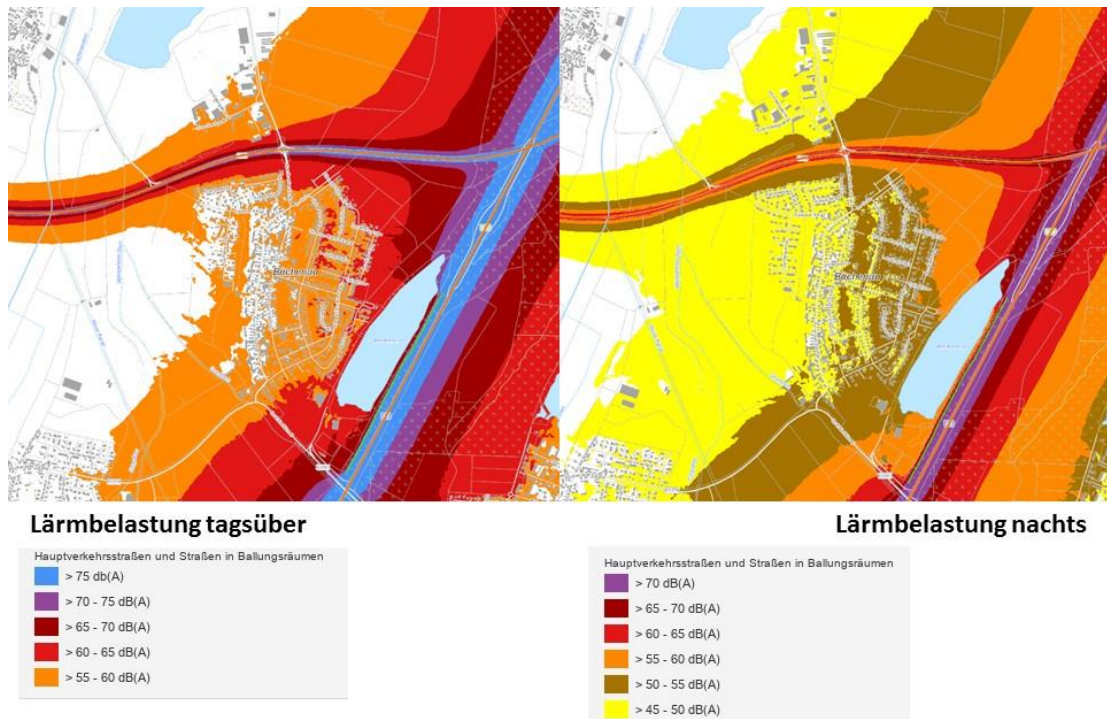 Büchenau
Büchenau
Lärmbelastung tagsüber
Lärmbelastung nachts
Hauptverkehrsstraßen und Straßen in Ballungsräumen
> 75 db(A)
> 70 - 75 dB(A)
> 65 - 70 dB(A)
> 60 - 65 dB(A)
> 55 - 60 dB(A)
Hauptverkehrsstraßen und Straßen in Ballungsräumen
> 70 dB(A)
> 65 - 70 dB(A)
> 60 - 65 dB(A)
> 55 - 60 dB(A)
> 50 - 55 dB(A)
> 45 - 50 dB(A)